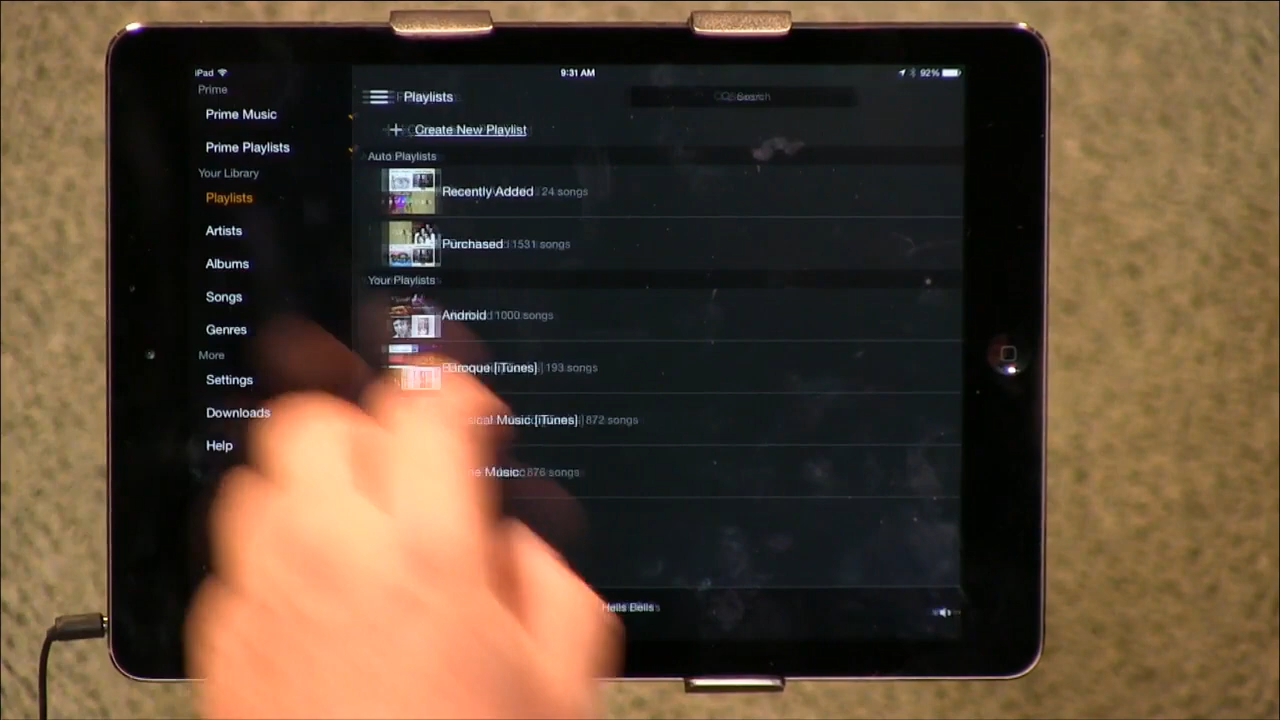 iPad 9:31 AM 92%
Prime
Prime Music
Prime Playlists
Your Library
Playlists
Artists
Albums
Songs
Genres
More
Settings
Downloads
Help
Playlists
Search
+ Create New Playlist
Auto Playlists
Recently Added 24 songs
Purchased 1531 songs
Your Playlists
Android 1000 songs
Baroque [iTunes] 193 songs
Music [iTunes] 872 songs
Music 876 songs
Hells Bells